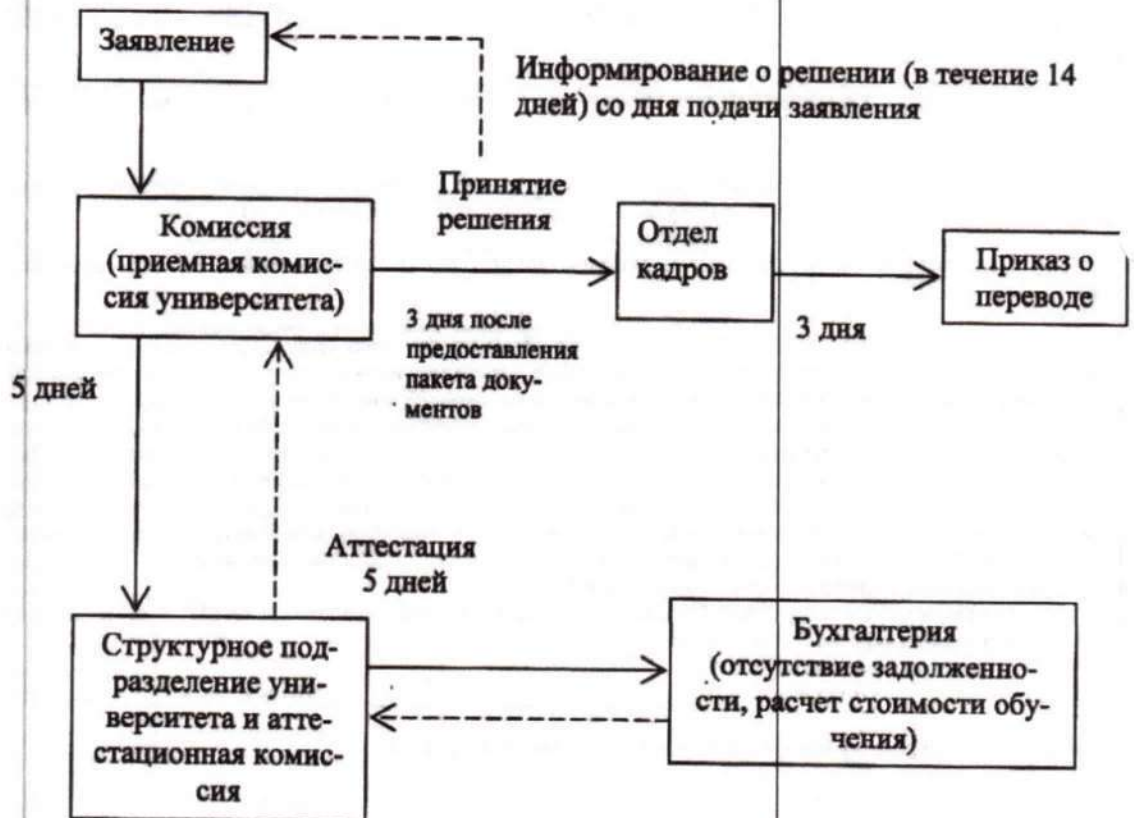 Заявление
Информирование о решении (в течение 14
дней) со дня подачи заявления
Принятие
решения
Комиссия
(приемная комис-
сия университета)
Отдел
кадров
Приказ о
переводе
3 дня после
предоставления
пакета доку-
ментов
3 дня
5 дней
Аттестация
5 дней
Структурное под-
разделение уни-
верситета и атте-
стационная комис-
сия
Бухгалтерия
(отсутствие задолженно-
сти, расчет стоимости обу-
чения)